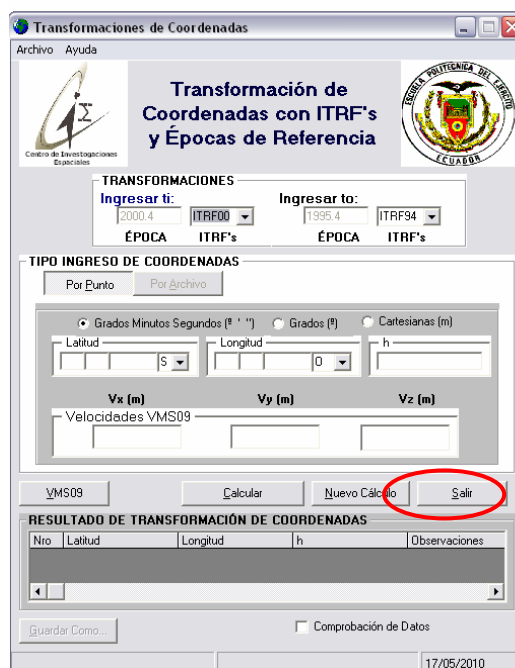 Transformaciones de Coordenadas
Archivo Ayuda
Centro de Investogaciones
Espaciales
Transformación de
Coordenadas con ITRF's
y Épocas de Referencia
ESCUELA POLITECNICA DEL EJERCITO
ECUADOR
TRANSFORMACIONES
Ingresar ti: Ingresar to:
2000.4 ITRF00 1995.4 ITRF94
ÉPOCA ITRF's ÉPOCA ITRF's
TIPO INGRESO DE COORDENADAS
Por Punto Por Archivo
Grados Minutos Segundos (º ' '') Grados (º) Cartesianas (m)
Latitud Longitud h
S O
Vx (m) Vy (m) Vz (m)
Velocidades VMS09
VMS09 Calcular Nuevo Cálculo Salir
RESULTADO DE TRANSFORMACIÓN DE COORDENADAS
Nro Latitud Longitud h Observaciones
Guardar Como... Comprobación de Datos
17/05/2010